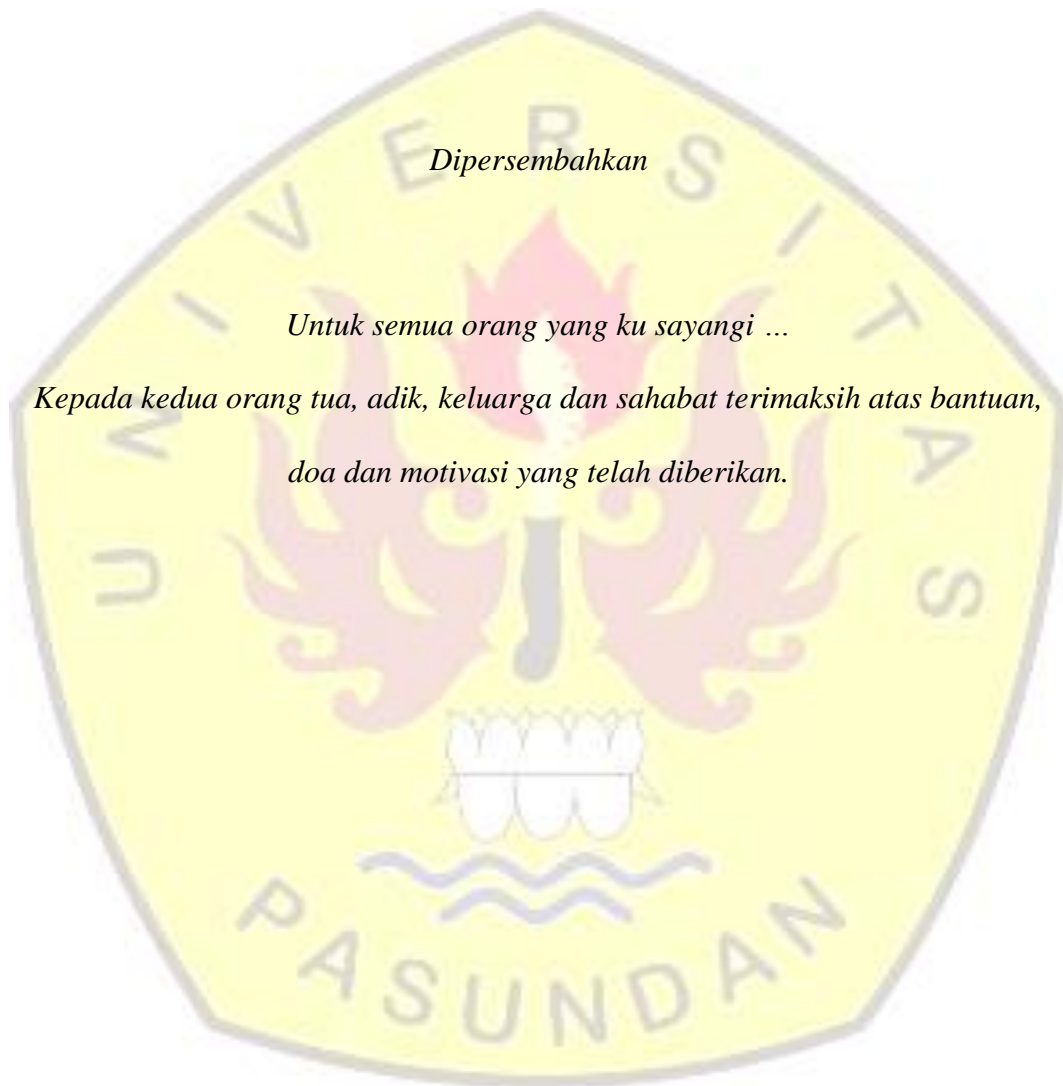 UNIVERSITAS
Dipersembahkan
Untuk semua orang yang ku sayangi …
Kepada kedua orang tua, adik, keluarga dan sahabat terimaksih atas bantuan,
doa dan motivasi yang telah diberikan.
PASUNDAN